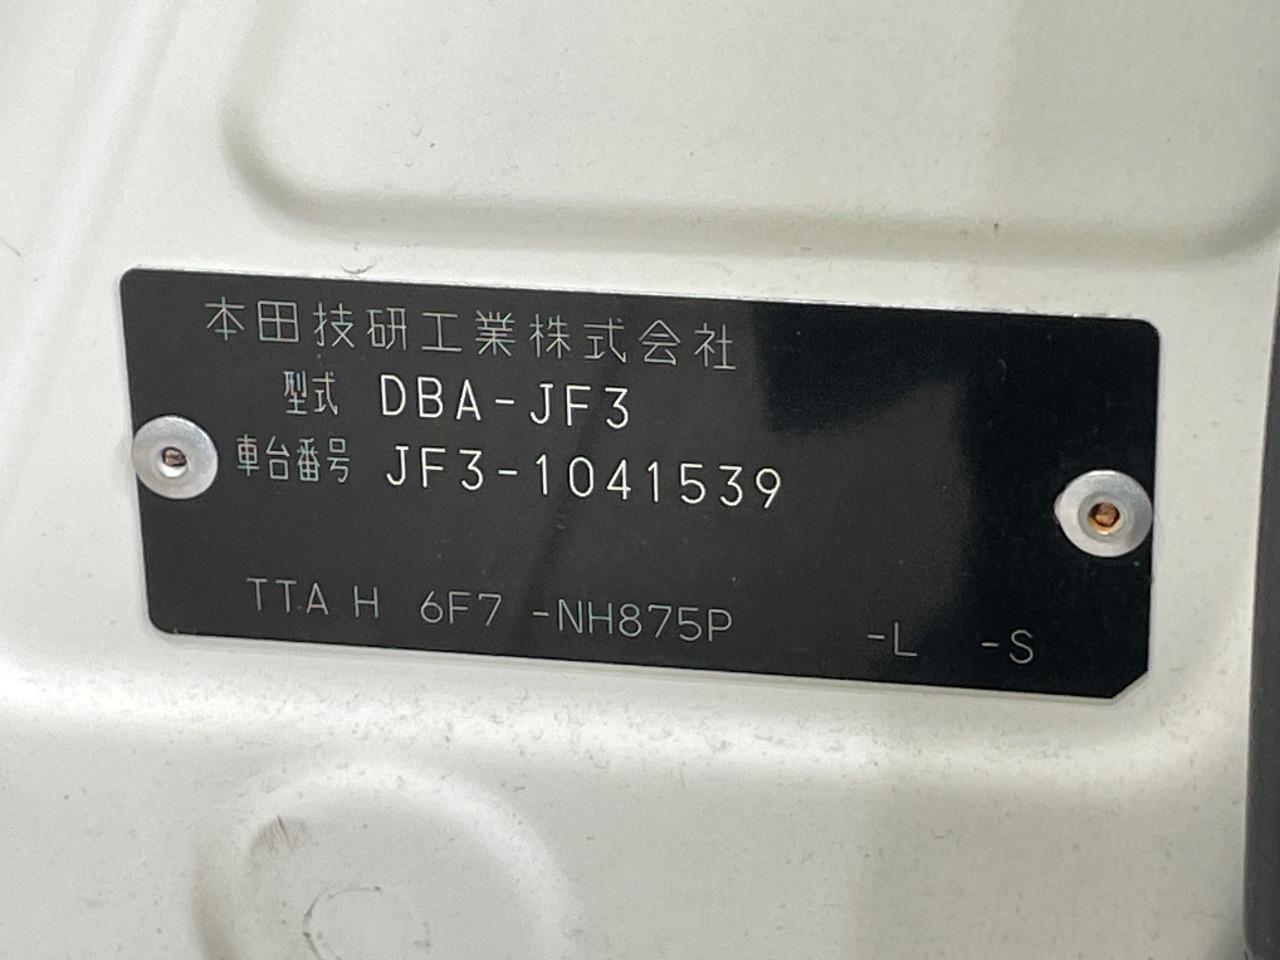 本田技研工業株式会社
型式 DBA-JF3
車台番号 JF3-1041539
TTA H 6F7 -NH875P -L -S